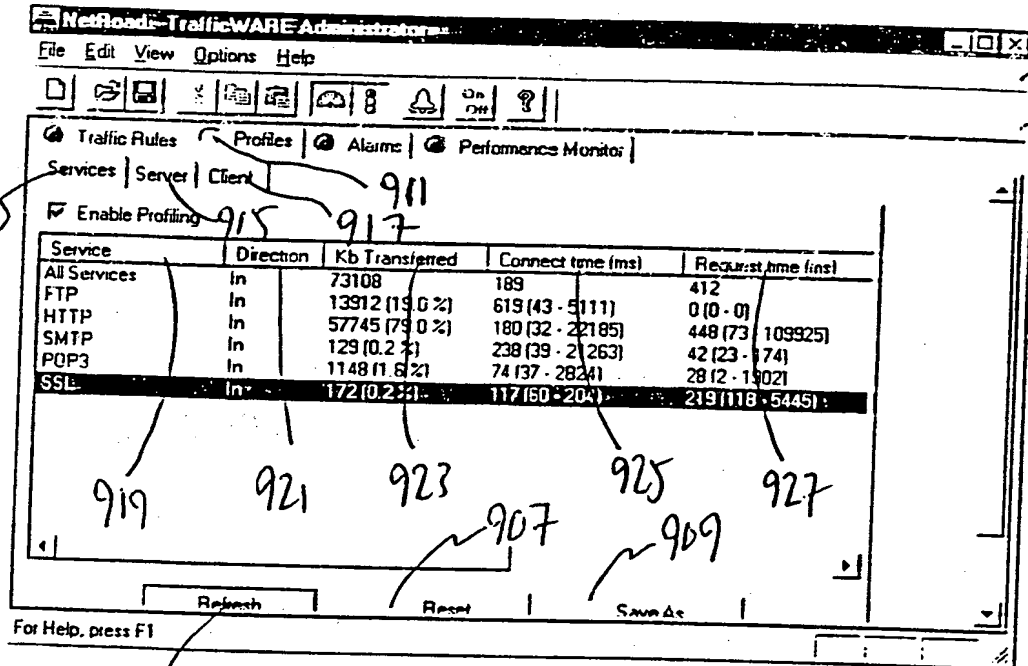 NetRoads - TrafficWARE Administrator
File Edit View Options Help
On
Off
Traffic Rules Profiles Alarms Performance Monitor
Services Server Client
911
Enable Profiling 915 917
Service Direction Kb Transferred Connect time (ms) Request time (ms)
All Services In 73108 189 412
FTP In 13912 (19.0 %) 619 (43 - 5111) 0 (0 - 0)
HTTP In 57745 (79.0 %) 180 (32 - 22185) 448 (73 - 109925)
SMTP In 129 (0.2 %) 238 (39 - 21263) 42 (23 - 174)
POP3 In 1148 (1.6 %) 74 (37 - 2824) 28 (2 - 1902)
SSL In 172 (0.2 %) 117 (60 - 204) 219 (118 - 5445)
919 921 923 925 927
907 909
Refresh Reset Save As
For Help, press F1